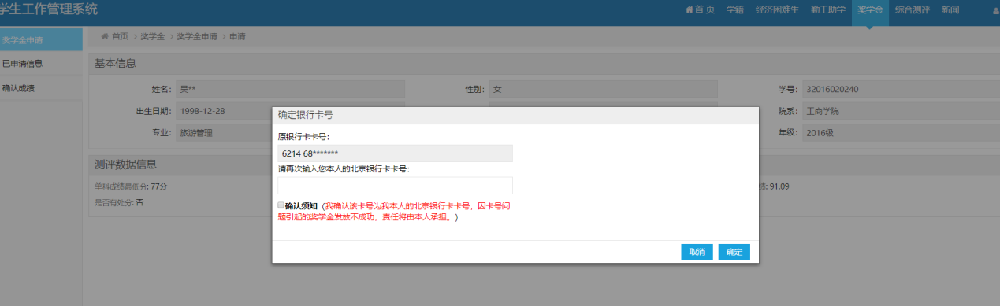 学生工作管理系统
首 页 学籍 经济困难生 勤工助学 奖学金 综合测评 新闻
奖学金申请
已申请信息
确认成绩
首页 > 奖学金 > 奖学金申请 > 申请
基本信息
姓名： 吴** 性别： 女 学号： 32016020240
出生日期： 1998-12-28 院系： 工商学院
专业： 旅游管理 年级： 2016级
测评数据信息
单科成绩最低分: 77分 绩: 91.09
是否有处分: 否
确定银行卡号
原银行卡卡号：
6214 68*******
请再次输入您本人的北京银行卡卡号：
确认须知（我确认该卡号为我本人的北京银行卡卡号，因卡号问
题引起的奖学金发放不成功，责任将由本人承担。）
取消 确定